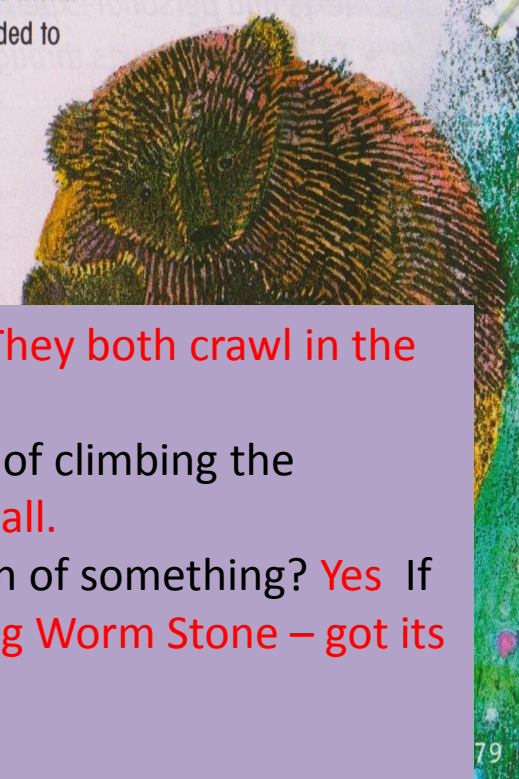 ded to
They both crawl in the
of climbing the
all.
n of something? Yes If
g Worm Stone – got its
79